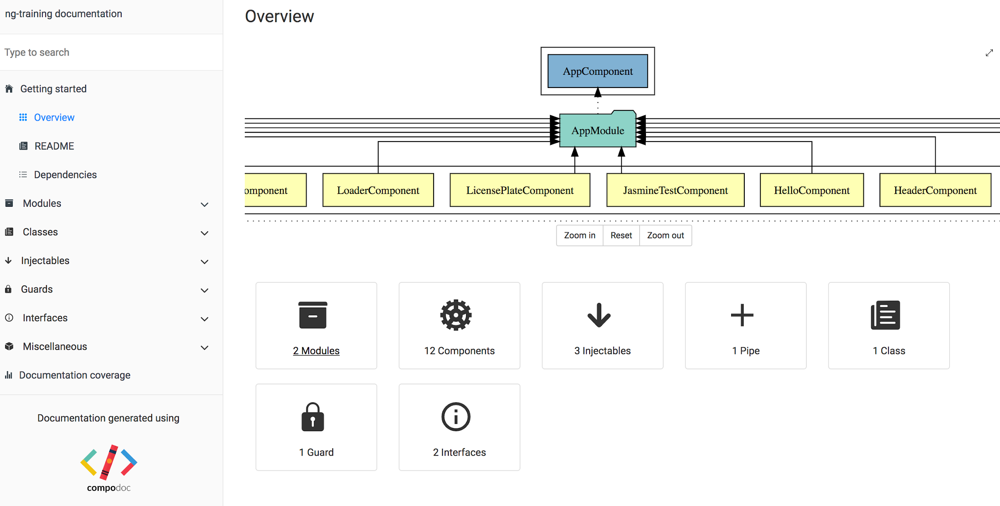 ng-training documentation
Type to search
Getting started
Overview
README
Dependencies
Modules
Classes
Injectables
Guards
Interfaces
Miscellaneous
Documentation coverage
Documentation generated using
compodoc
Overview
AppComponent
AppModule
omponent
LoaderComponent
LicensePlateComponent
JasmineTestComponent
HelloComponent
HeaderComponent
Zoom in
Reset
Zoom out
2 Modules
12 Components
3 Injectables
1 Pipe
1 Class
1 Guard
2 Interfaces